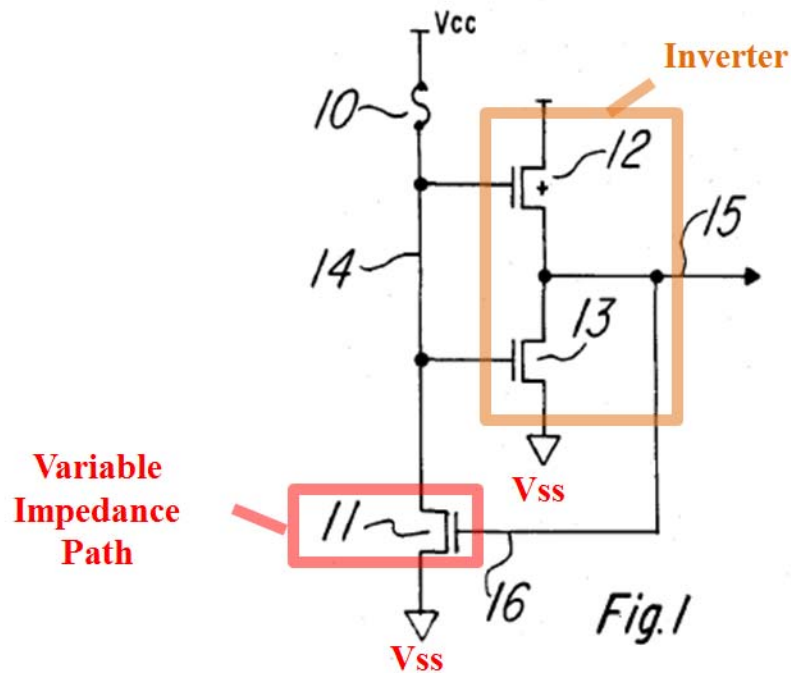 Vcc
Inverter
10
12
15
14
13
Variable
Impedance
Path
Vss
11
16
Fig.1
Vss